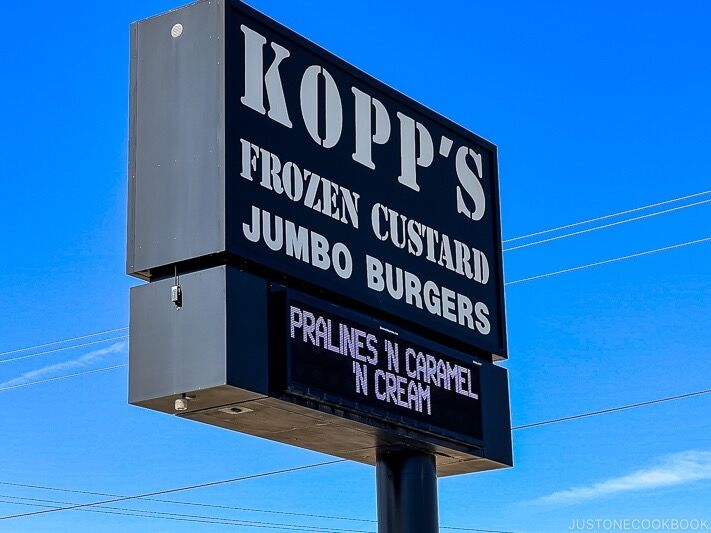 KOPP'S
FROZEN CUSTARD
JUMBO BURGERS
PRALINES 'N CARAMEL
'N CREAM
JUSTONECOOKBOOK